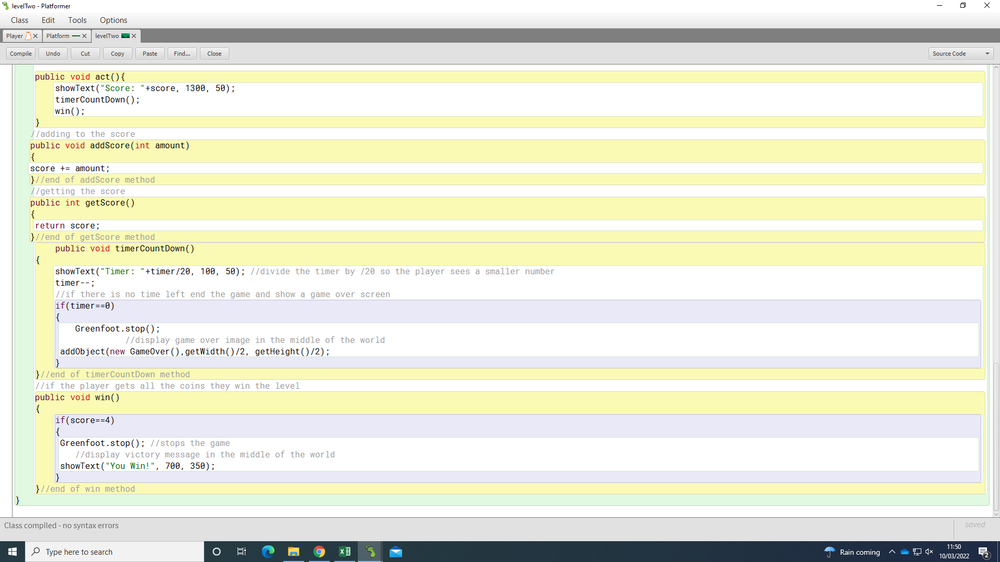 levelTwo - Platformer
Class Edit Tools Options
Player Platform levelTwo
Compile Undo Cut Copy Paste Find... Close Source Code
public void act(){
showText("Score: "+score, 1300, 50);
timerCountDown();
win();
}
//adding to the score
public void addScore(int amount)
{
score += amount;
}//end of addScore method
//getting the score
public int getScore()
{
return score;
}//end of getScore method
public void timerCountDown()
{
showText("Timer: "+timer/20, 100, 50); //divide the timer by /20 so the player sees a smaller number
timer--;
//if there is no time left end the game and show a game over screen
if(timer==0)
{
Greenfoot.stop();
//display game over image in the middle of the world
addObject(new GameOver(),getWidth()/2, getHeight()/2);
}
}//end of timerCountDown method
//if the player gets all the coins they win the level
public void win()
{
if(score==4)
{
Greenfoot.stop(); //stops the game
//display victory message in the middle of the world
showText("You Win!", 700, 350);
}
}//end of win method
}
Class compiled - no syntax errors
saved
Type here to search
Rain coming
11:50
10/03/2022
2